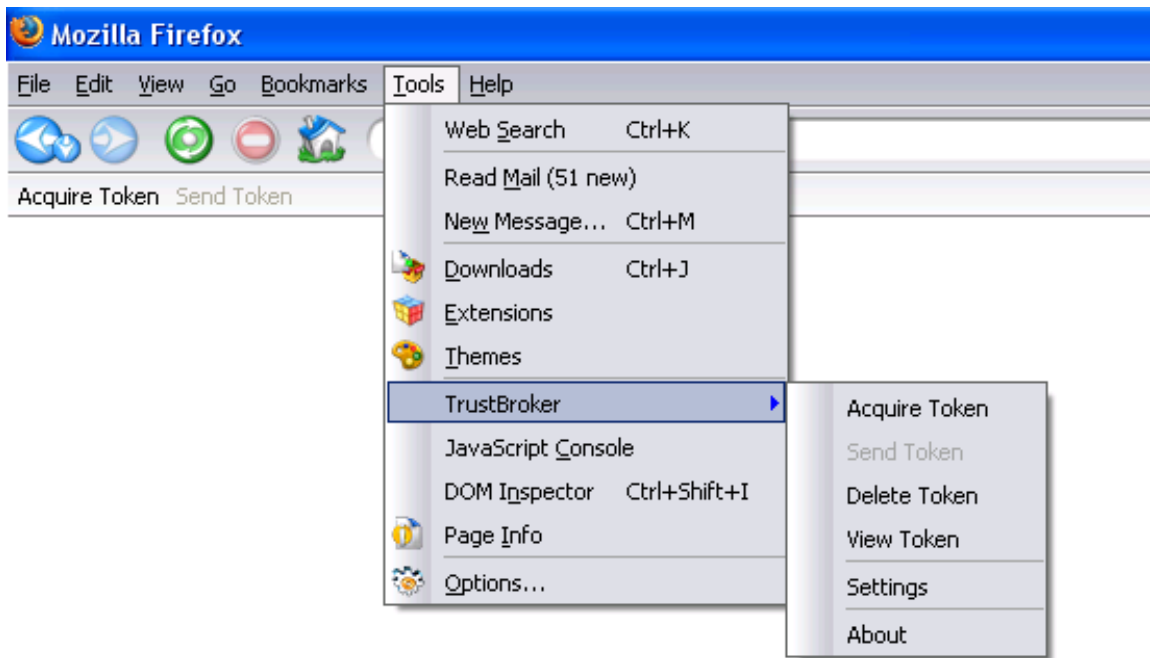 Mozilla Firefox
File Edit View Go Bookmarks Tools Help
Web Search Ctrl+K
Read Mail (51 new)
Acquire Token Send Token
New Message... Ctrl+M
Downloads Ctrl+J
Extensions
Themes
TrustBroker
JavaScript Console
DOM Inspector Ctrl+Shift+I
Page Info
Options...
Acquire Token
Send Token
Delete Token
View Token
Settings
About